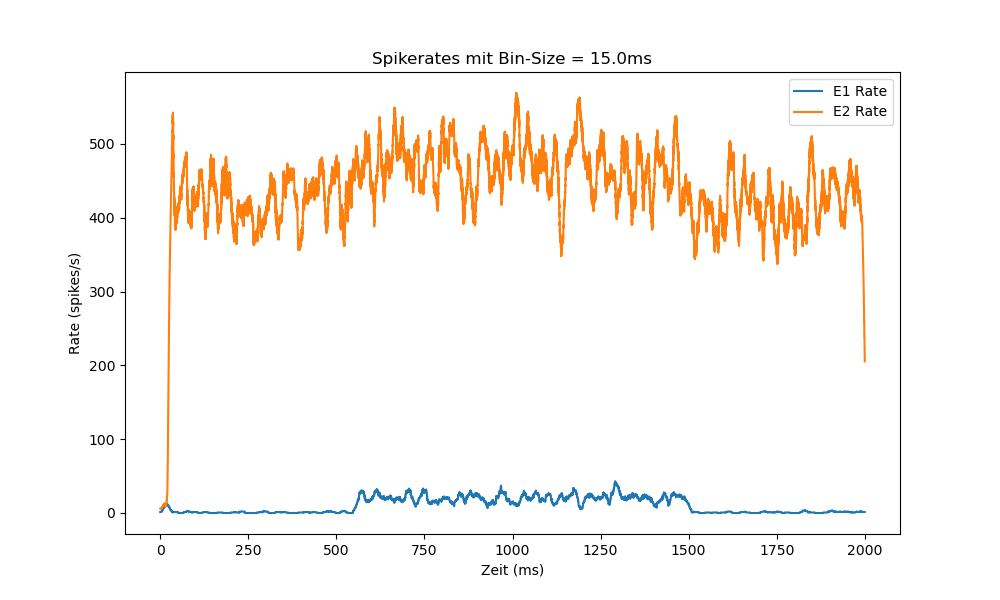 Spikerates mit Bin-Size = 15.0ms
E1 Rate
E2 Rate
500
400
300
200
100
0
Rate (spikes/s)
0 250 500 750 1000 1250 1500 1750 2000
Zeit (ms)